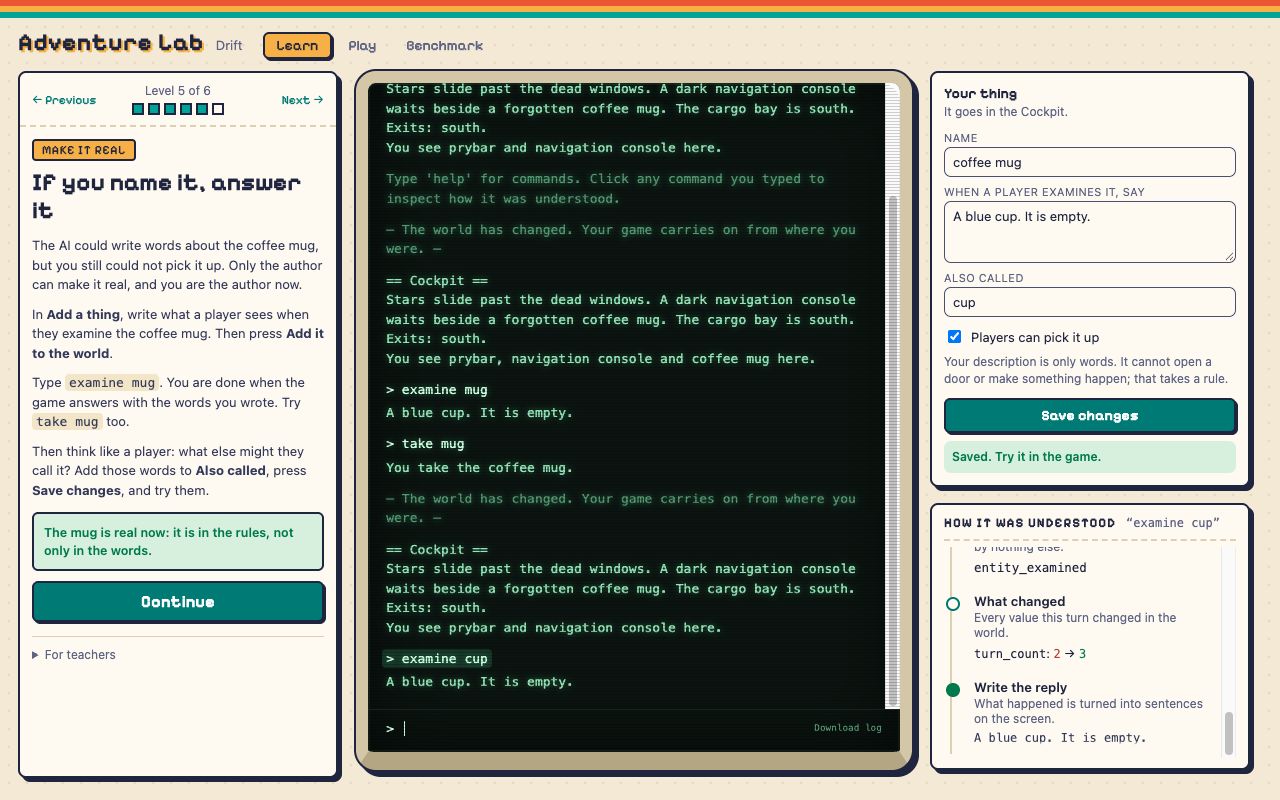 Adventure Lab Drift Learn Play Benchmark
← Previous
Level 5 of 6
Next →
MAKE IT REAL
If you name it, answer
it
The AI could write words about the coffee mug,
but you still could not pick it up. Only the author
can make it real, and you are the author now.
In Add a thing, write what a player sees when
they examine the coffee mug. Then press Add it
to the world.
Type examine mug. You are done when the
game answers with the words you wrote. Try
take mug too.
Then think like a player: what else might they
call it? Add those words to Also called, press
Save changes, and try them.
The mug is real now: it is in the rules, not
only in the words.
Continue
▶ For teachers
Stars slide past the dead windows. A dark navigation console
waits beside a forgotten coffee mug. The cargo bay is south.
Exits: south.
You see prybar and navigation console here.
Type 'help' for commands. Click any command you typed to
inspect how it was understood.
— The world has changed. Your game carries on from where you
were. —
== Cockpit ==
Stars slide past the dead windows. A dark navigation console
waits beside a forgotten coffee mug. The cargo bay is south.
Exits: south.
You see prybar, navigation console and coffee mug here.
> examine mug
A blue cup. It is empty.
> take mug
You take the coffee mug.
— The world has changed. Your game carries on from where you
were. —
== Cockpit ==
Stars slide past the dead windows. A dark navigation console
waits beside a forgotten coffee mug. The cargo bay is south.
Exits: south.
You see prybar and navigation console here.
> examine cup
A blue cup. It is empty.
>
Download log
Your thing
It goes in the Cockpit.
NAME
coffee mug
WHEN A PLAYER EXAMINES IT, SAY
A blue cup. It is empty.
ALSO CALLED
cup
Players can pick it up
Your description is only words. It cannot open a
door or make something happen; that takes a rule.
Save changes
Saved. Try it in the game.
HOW IT WAS UNDERSTOOD “examine cup”
by nothing else.
entity_examined
What changed
Every value this turn changed in the
world.
turn_count: 2 → 3
Write the reply
What happened is turned into sentences
on the screen.
A blue cup. It is empty.